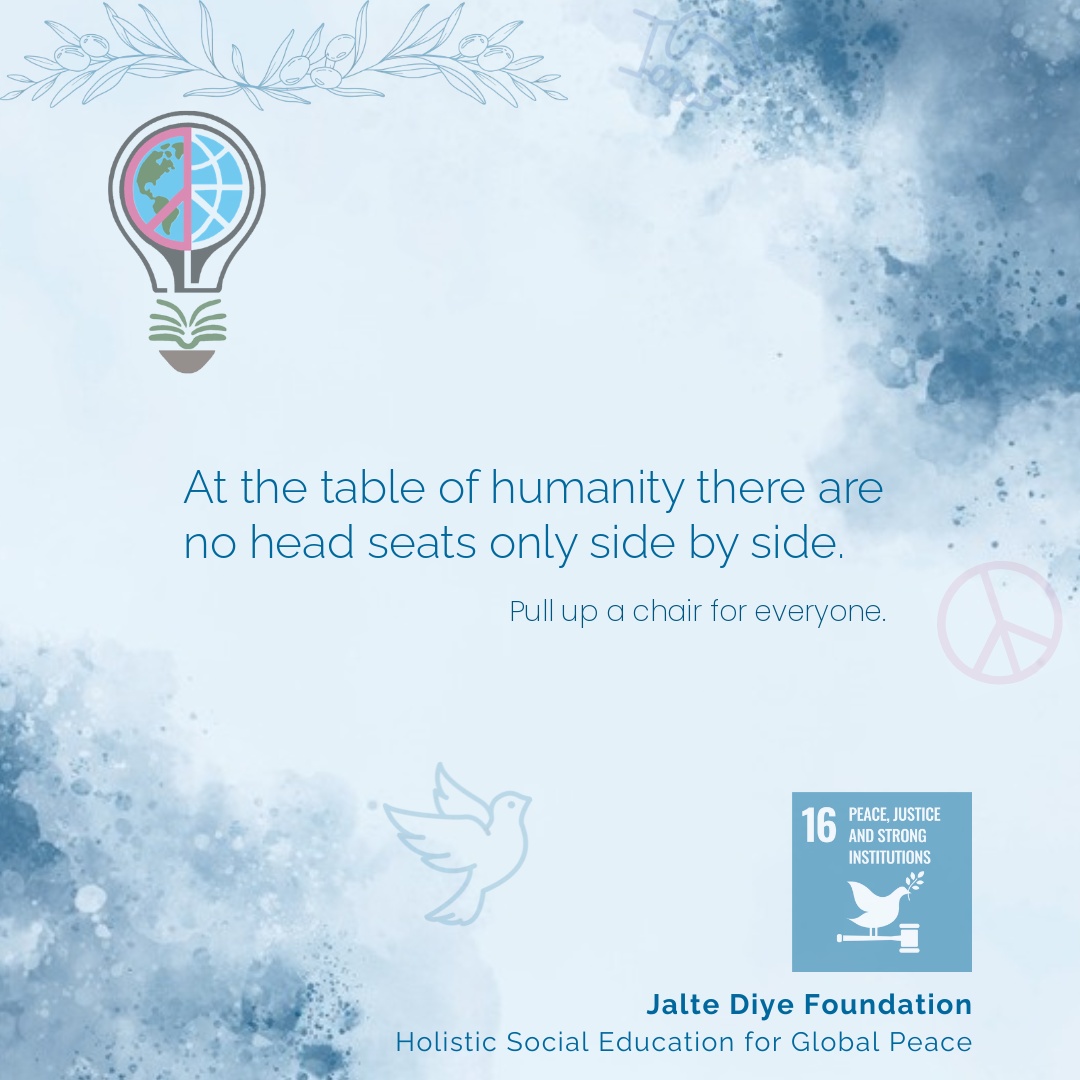 At the table of humanity there are
no head seats only side by side.
Pull up a chair for everyone.
16
PEACE, JUSTICE
AND STRONG
INSTITUTIONS
Jalte Diye Foundation
Holistic Social Education for Global Peace